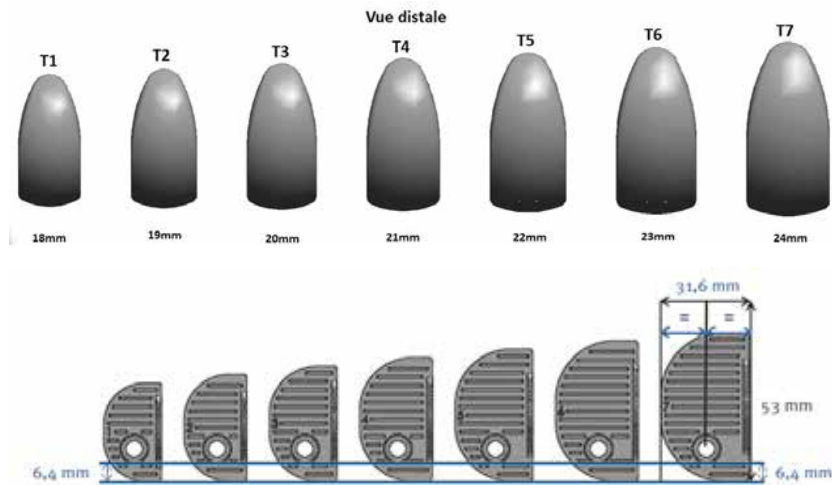 Vue distale
T1 T2 T3 T4 T5 T6 T7
18mm 19mm 20mm 21mm 22mm 23mm 24mm
31,6 mm
= =
53 mm
6,4 mm 6,4 mm